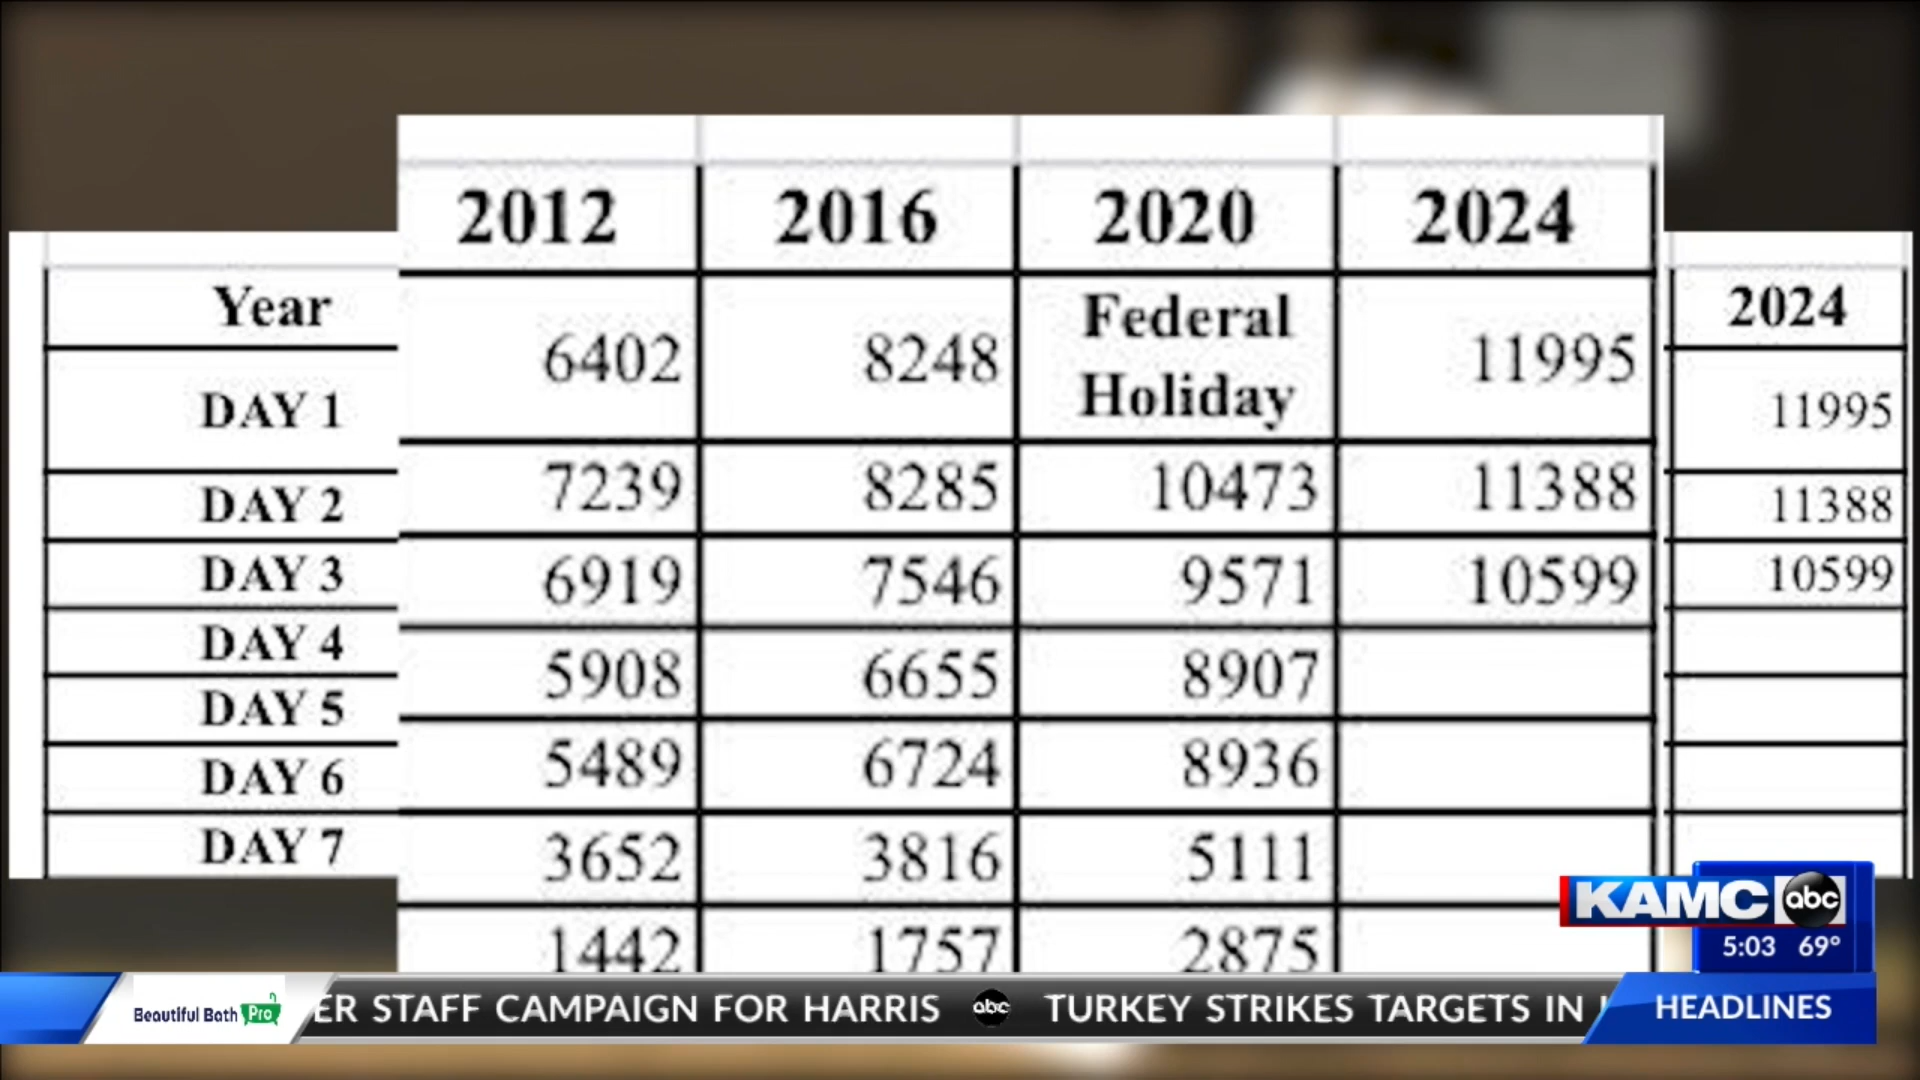 2012 2016 2020 2024
Year 2024
6402 8248 Federal Holiday 11995
DAY 1 11995
7239 8285 10473 11388
DAY 2 11388
6919 7546 9571 10599
DAY 3 10599
DAY 4
5908 6655 8907
DAY 5
5489 6724 8936
DAY 6
DAY 7
3652 3816 5111
1442 1757 2875
KAMC abc
5:03 69°
Beautiful Bath Pro
ER STAFF CAMPAIGN FOR HARRIS abc TURKEY STRIKES TARGETS IN
HEADLINES